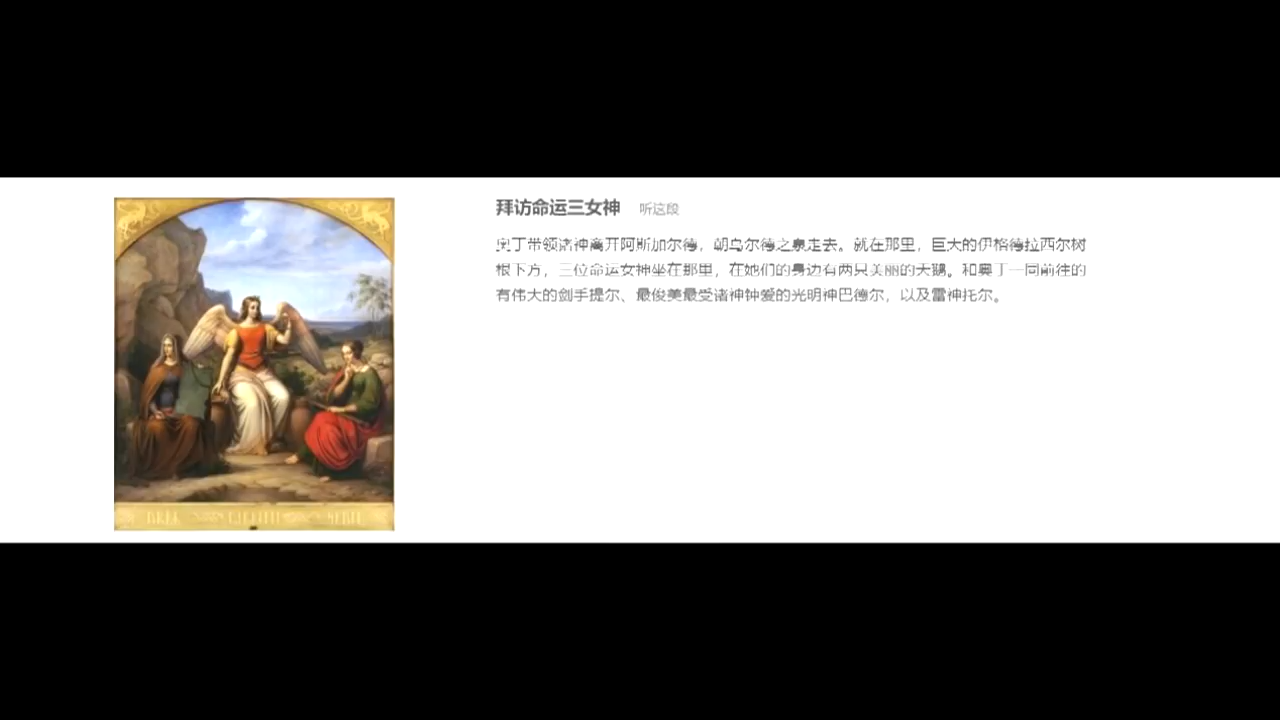 拜访命运三女神 听这段
奥丁带领诸神离开阿斯加尔德，朝乌尔德之泉走去。就在那里，巨大的伊格德拉西尔树
根下方，三位命运女神坐在那里，在她们的身边有两只美丽的天鹅。和奥丁一同前往的
有伟大的剑手提尔、最俊美最受诸神钟爱的光明神巴德尔，以及雷神托尔。